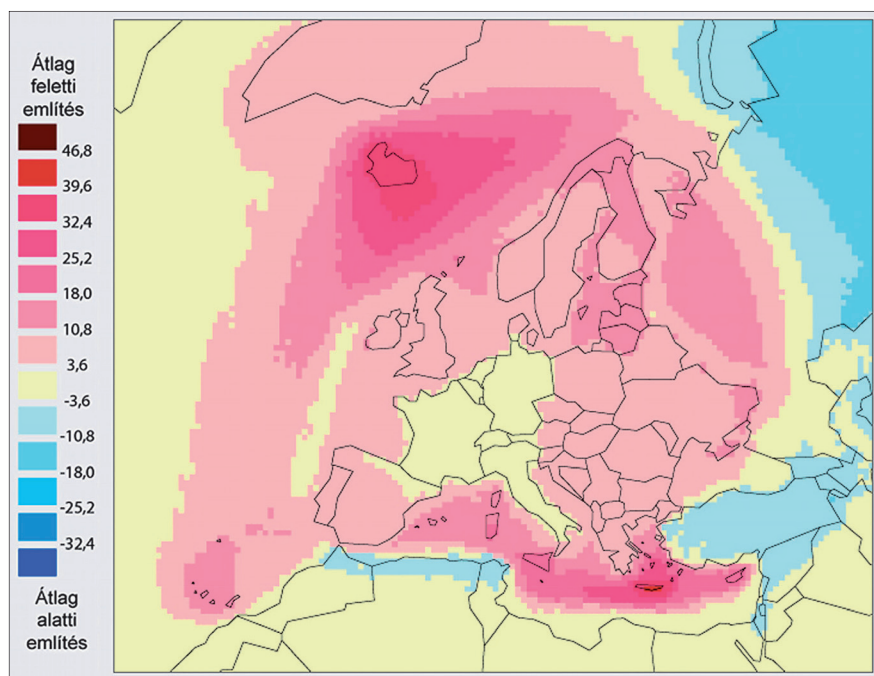 Átlag
feletti
említés
46,8
39,6
32,4
25,2
18,0
10,8
3,6
-3,6
-10,8
-18,0
-25,2
-32,4
Átlag
alatti
említés